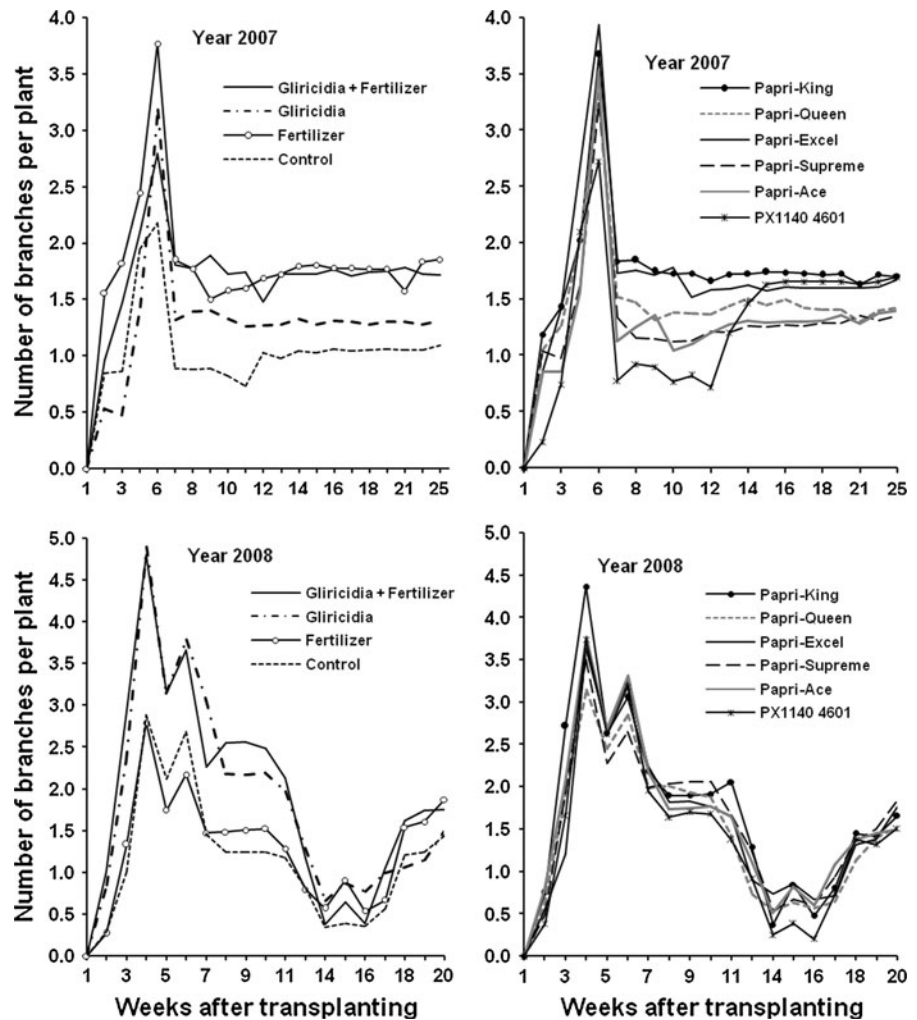 Number of branches per plant
4.0
3.5
3.0
2.5
2.0
1.5
1.0
0.5
0.0
Year 2007
Gliricidia + Fertilizer
Gliricidia
Fertilizer
Control
1 3 6 8 10 12 14 16 18 20 21 25
4.0
3.5
3.0
2.5
2.0
1.5
1.0
0.5
0.0
Year 2007
Papri-King
Papri-Queen
Papri-Excel
Papri-Supreme
Papri-Ace
PX1140 4601
1 3 6 8 10 12 14 16 18 20 21 25
Number of branches per plant
5.0
4.5
4.0
3.5
3.0
2.5
2.0
1.5
1.0
0.5
0.0
Year 2008
Gliricidia + Fertilizer
Gliricidia
Fertilizer
Control
1 3 5 7 9 11 14 16 18 20
Weeks after transplanting
5.0
4.5
4.0
3.5
3.0
2.5
2.0
1.5
1.0
0.5
0.0
Year 2008
Papri-King
Papri-Queen
Papri-Excel
Papri-Supreme
Papri-Ace
PX1140 4601
1 3 5 7 9 11 14 16 18 20
Weeks after transplanting